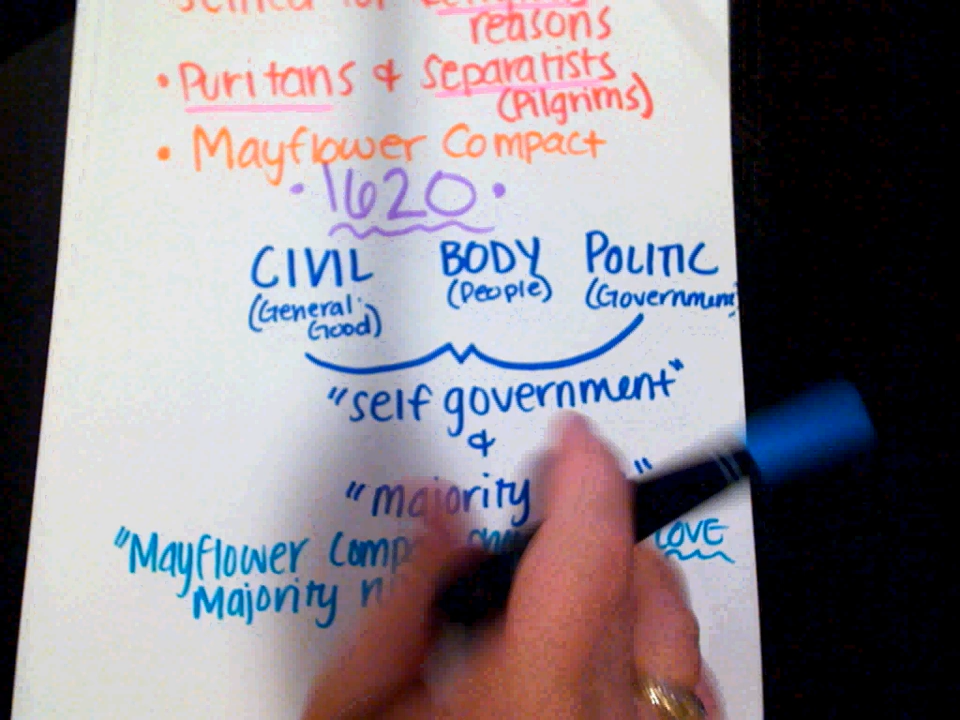 reasons
• Puritans & Separatists
(Pilgrims)
• Mayflower Compact
• 1620 •
CIVIL BODY POLITIC
(General Good) (People) (Government)
"self government"
&
"majority "
"Mayflower LOVE
Majority